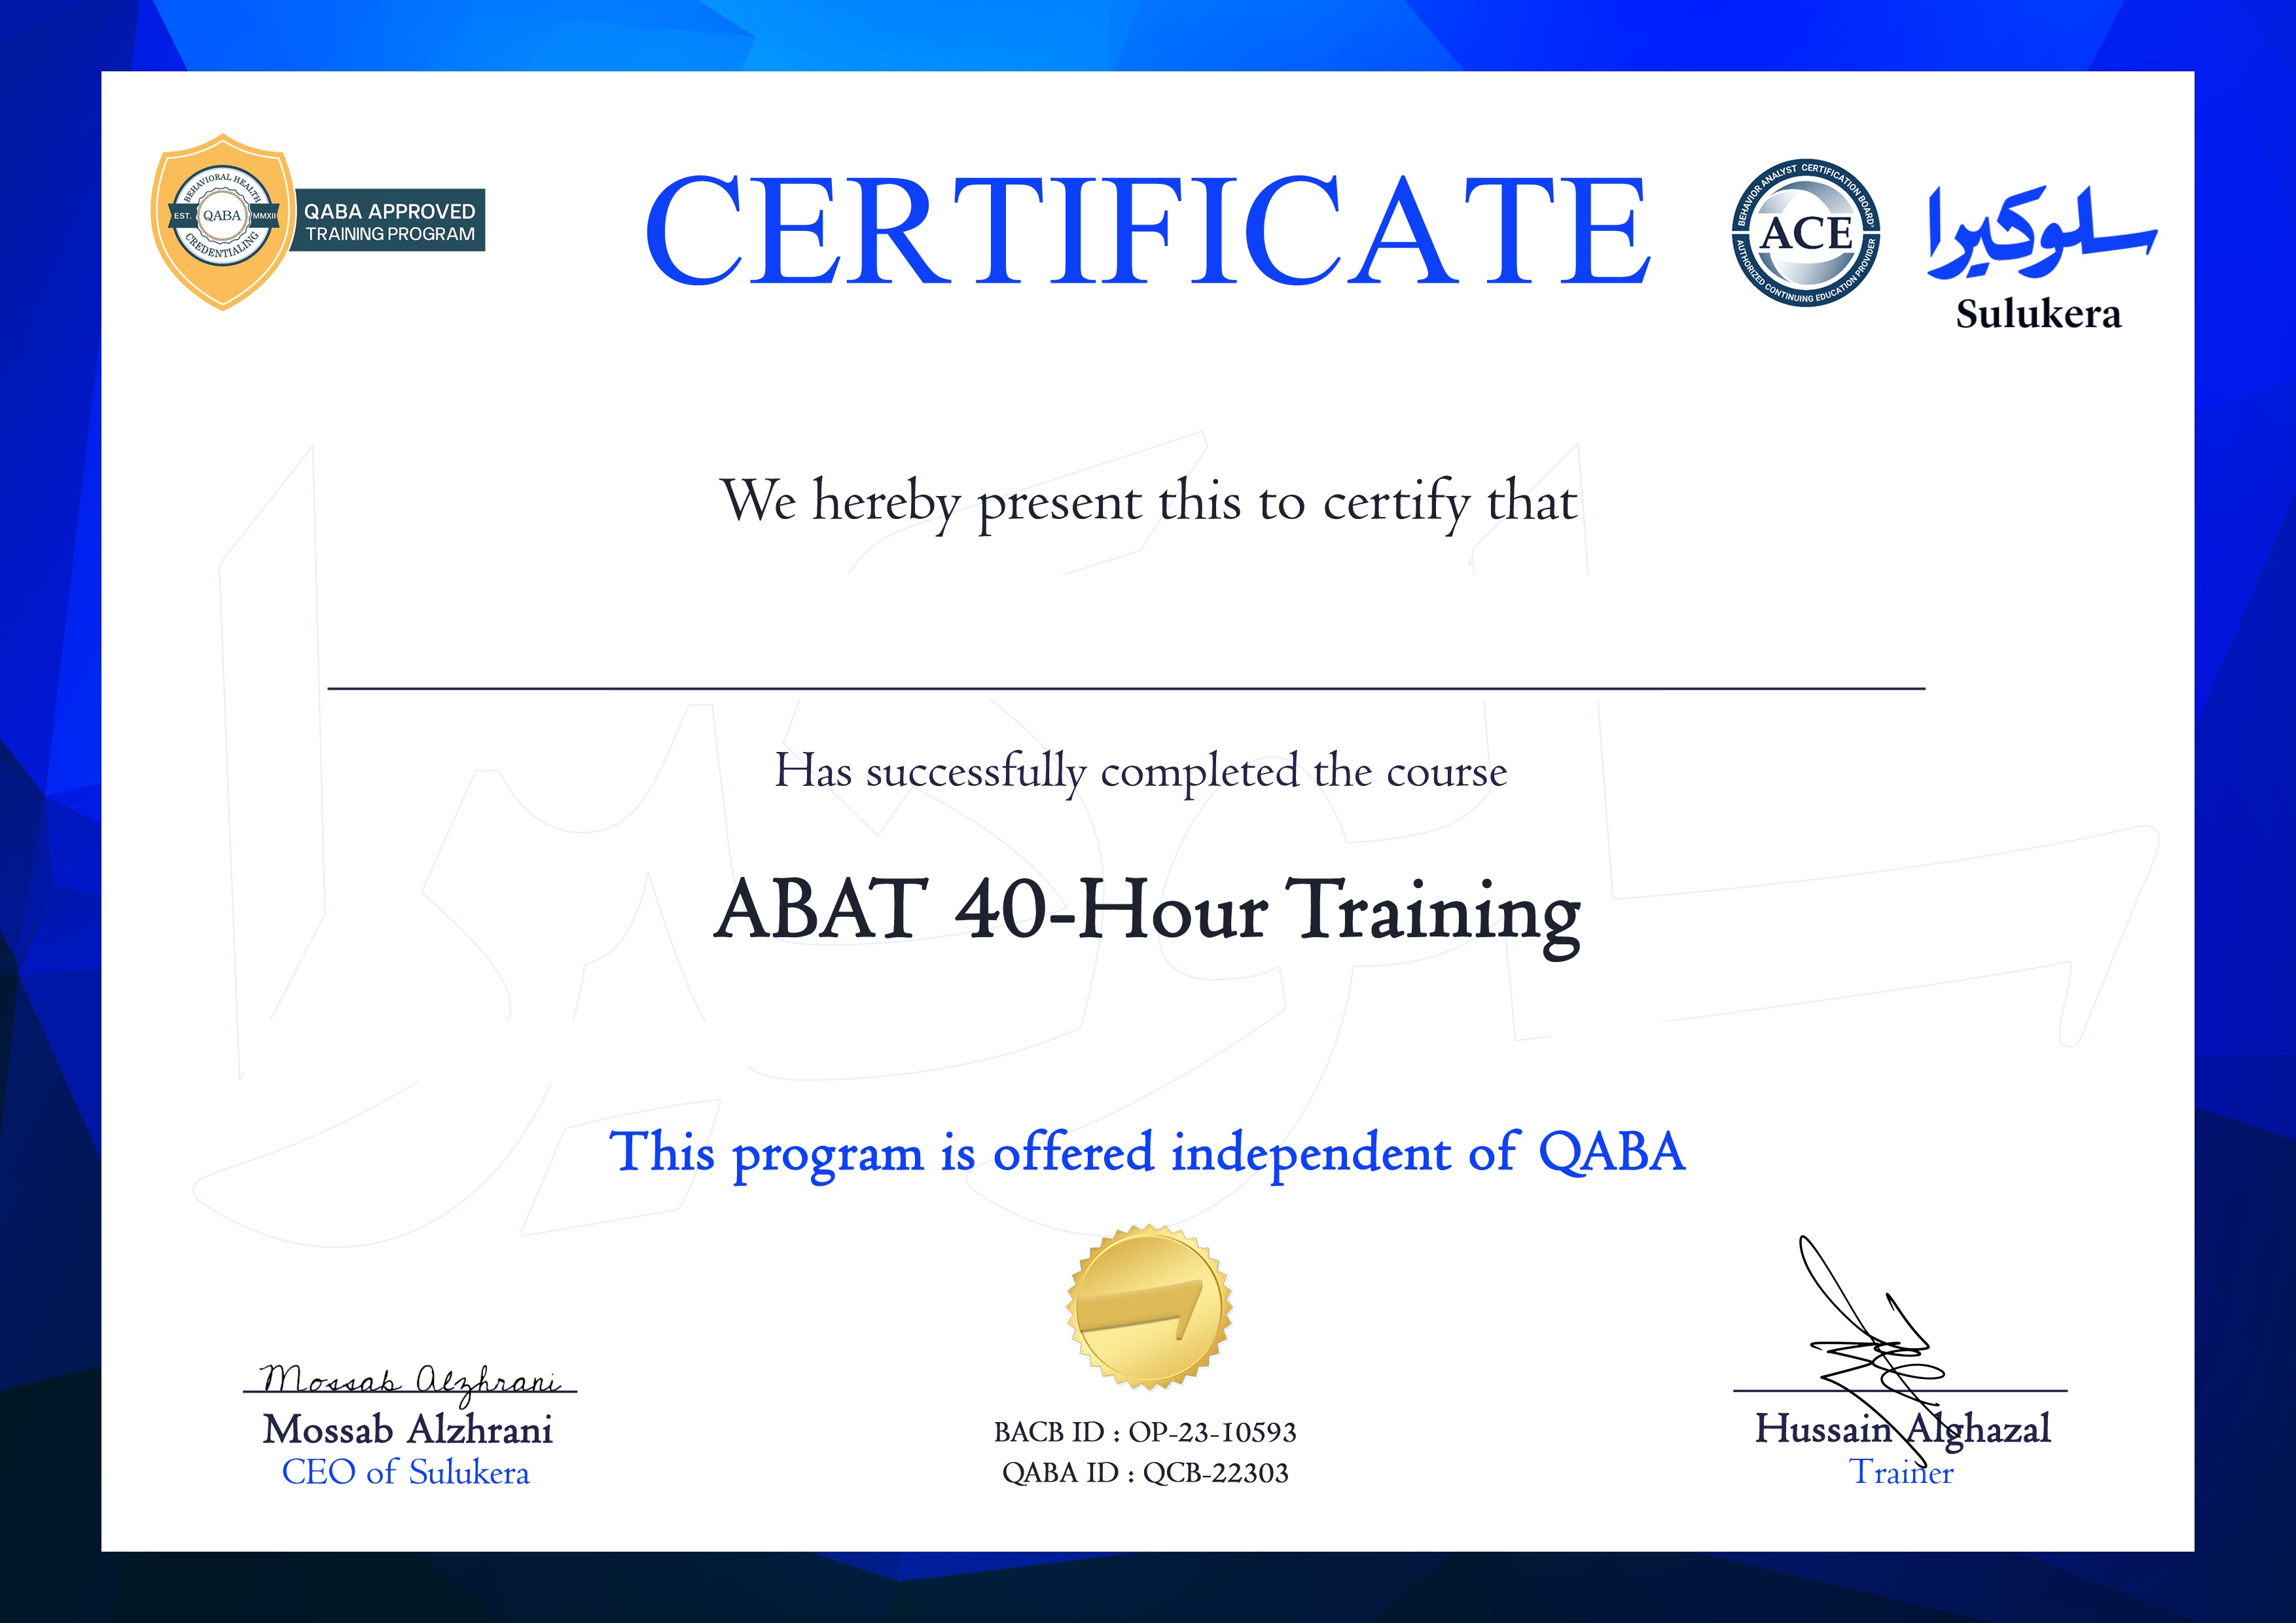 BEHAVIORAL HEALTH
EST. QABA MMXII
CREDENTIALING
QABA APPROVED
TRAINING PROGRAM
CERTIFICATE
BEHAVIOR ANALYST CERTIFICATION BOARD®
ACE
AUTHORIZED CONTINUING EDUCATION PROVIDER
سلوكيرا
Sulukera
We hereby present this to certify that
Has successfully completed the course
ABAT 40-Hour Training
This program is offered independent of QABA
Mossab Alzhrani
Mossab Alzhrani
CEO of Sulukera
BACB ID : OP-23-10593
QABA ID : QCB-22303
Hussain Alghazal
Trainer